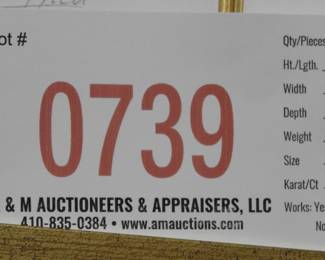 ot #
0739
& M AUCTIONEERS & APPRAISERS, LLC
410-835-0384 • www.amauctions.com
Qty/Pieces
Ht./Lgth.
Width
Depth
Weight
Size
Karat/Ct
Works: Ye
No